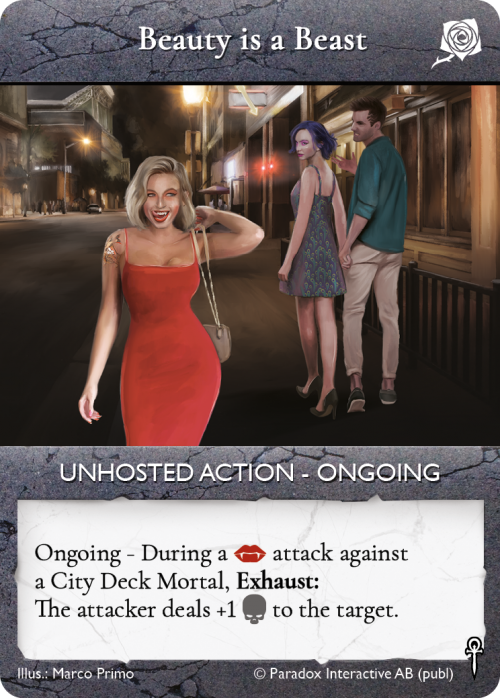 Beauty is a Beast
UNHOSTED ACTION - ONGOING
Ongoing - During a attack against
a City Deck Mortal, Exhaust:
The attacker deals +1 to the target.
Illus.: Marco Primo © Paradox Interactive AB (publ)